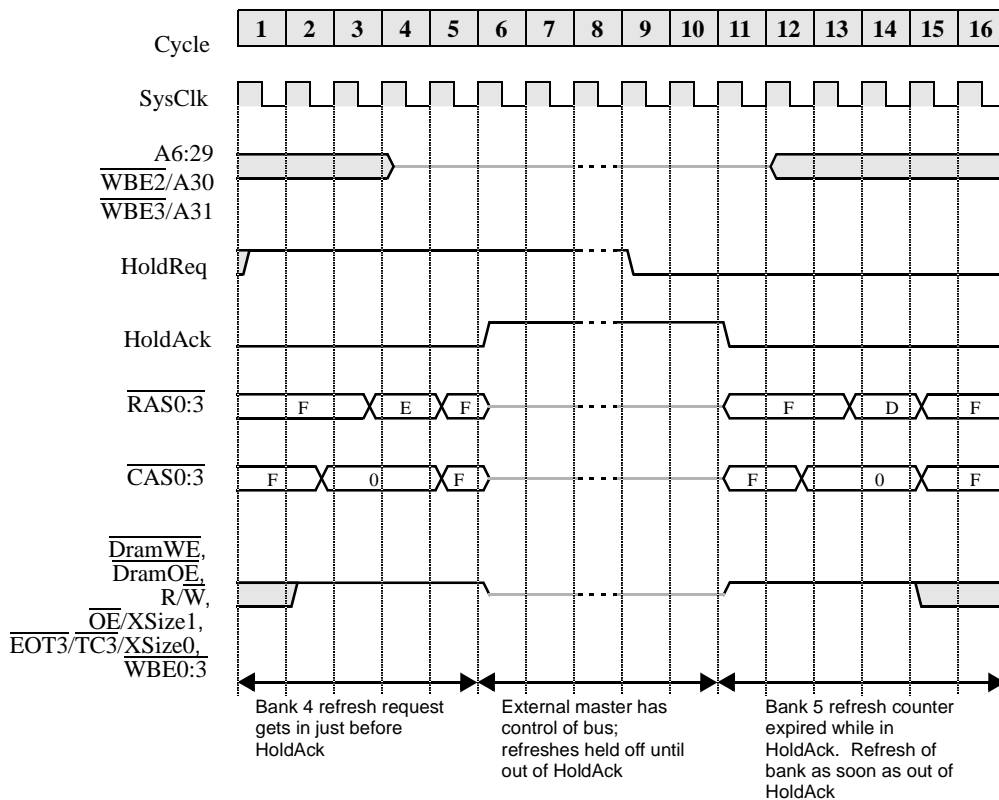 Cycle 1 2 3 4 5 6 7 8 9 10 11 12 13 14 15 16
SysClk
A6:29
WBE2/A30
WBE3/A31
HoldReq
HoldAck
RAS0:3 F E F F D F
CAS0:3 F 0 F F 0 F
DramWE,
DramOE,
R/W,
OE/XSize1,
EOT3/TC3/XSize0,
WBE0:3
Bank 4 refresh request
gets in just before
HoldAck
External master has
control of bus;
refreshes held off until
out of HoldAck
Bank 5 refresh counter
expired while in
HoldAck. Refresh of
bank as soon as out of
HoldAck